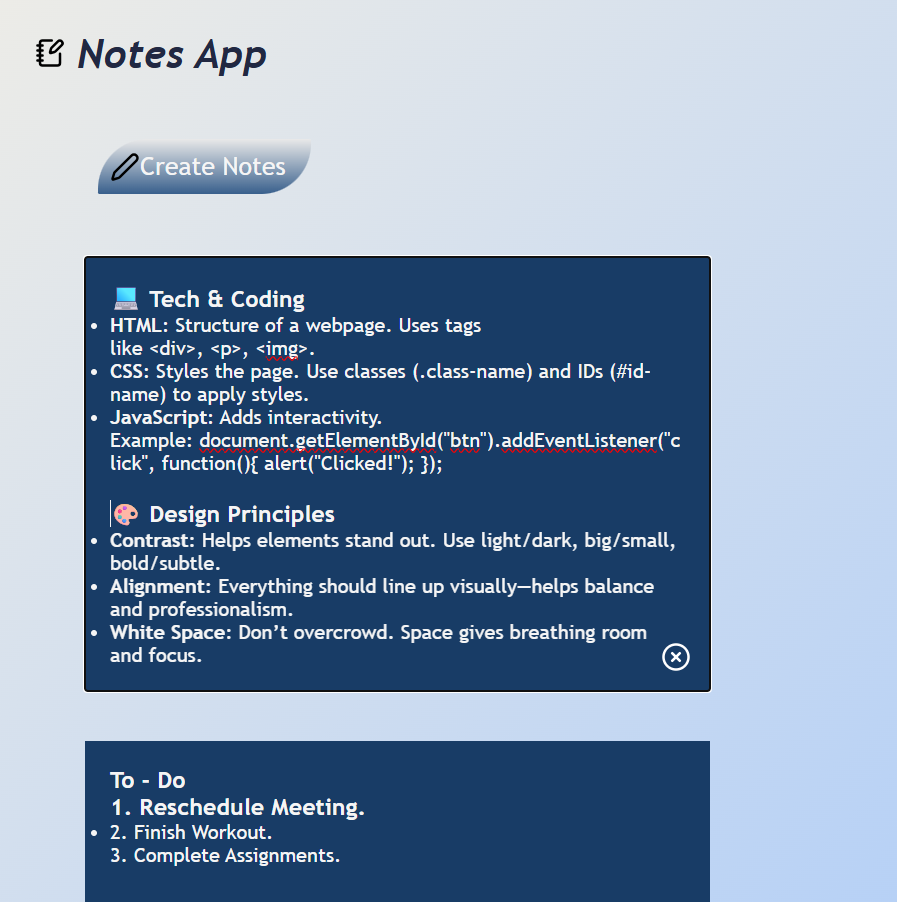 Notes App
Create Notes
💻 Tech & Coding
• HTML: Structure of a webpage. Uses tags
like <div>, <p>, <img>.
• CSS: Styles the page. Use classes (.class-name) and IDs (#id-
name) to apply styles.
• JavaScript: Adds interactivity.
Example: document.getElementById("btn").addEventListener("c
lick", function(){ alert("Clicked!"); });
🎨 Design Principles
• Contrast: Helps elements stand out. Use light/dark, big/small,
bold/subtle.
• Alignment: Everything should line up visually—helps balance
and professionalism.
• White Space: Don’t overcrowd. Space gives breathing room
and focus.
To - Do
1. Reschedule Meeting.
• 2. Finish Workout.
3. Complete Assignments.